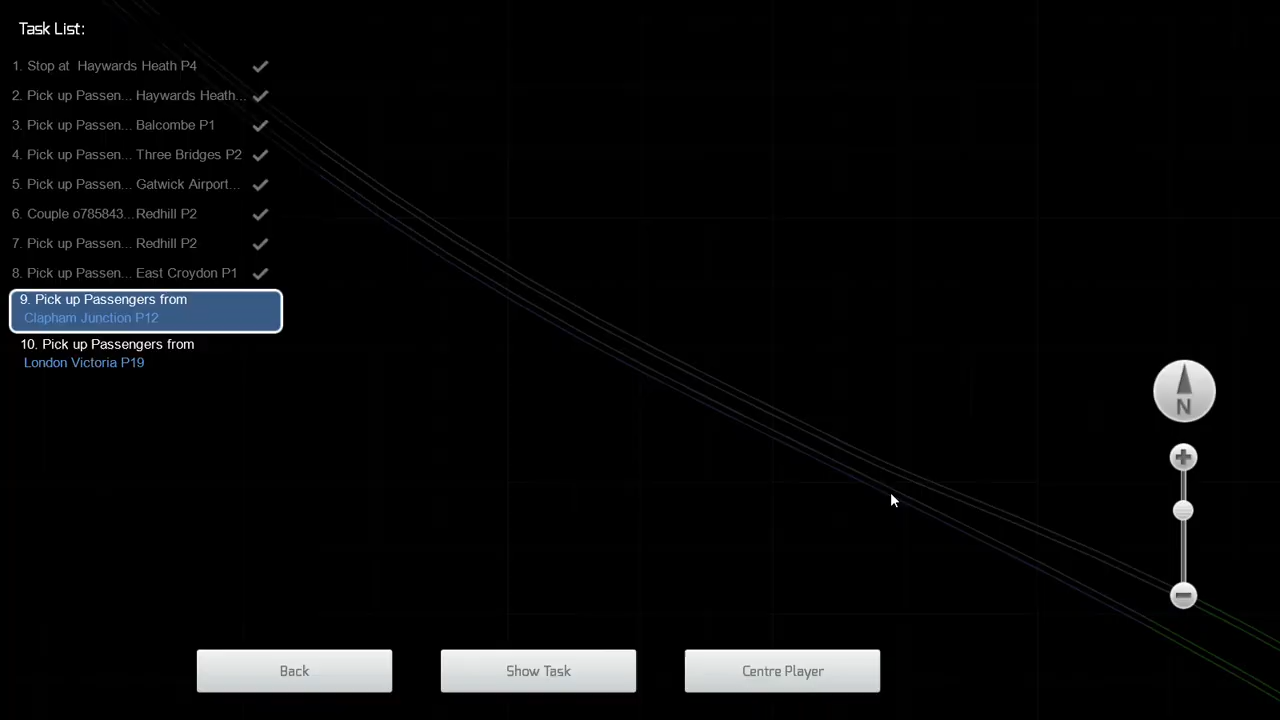 Task List:
1. Stop at  Haywards Heath P4
2. Pick up Passen... Haywards Heath...
3. Pick up Passen... Balcombe P1
4. Pick up Passen... Three Bridges P2
5. Pick up Passen... Gatwick Airport...
6. Couple o785843... Redhill P2
7. Pick up Passen... Redhill P2
8. Pick up Passen... East Croydon P1
9. Pick up Passengers from
Clapham Junction P12
10. Pick up Passengers from
London Victoria P19
N
Back
Show Task
Centre Player